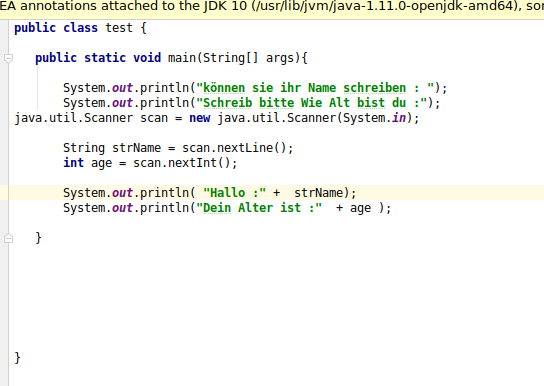 EA annotations attached to the JDK 10 (/usr/lib/jvm/java-1.11.0-openjdk-amd64), sor
public class test {
public static void main(String[] args){
System.out.println("können sie ihr Name schreiben : ");
System.out.println("Schreib bitte Wie Alt bist du :");
java.util.Scanner scan = new java.util.Scanner(System.in);
String strName = scan.nextLine();
int age = scan.nextInt();
System.out.println( "Hallo :" +  strName);
System.out.println("Dein Alter ist :"  + age );
}
}